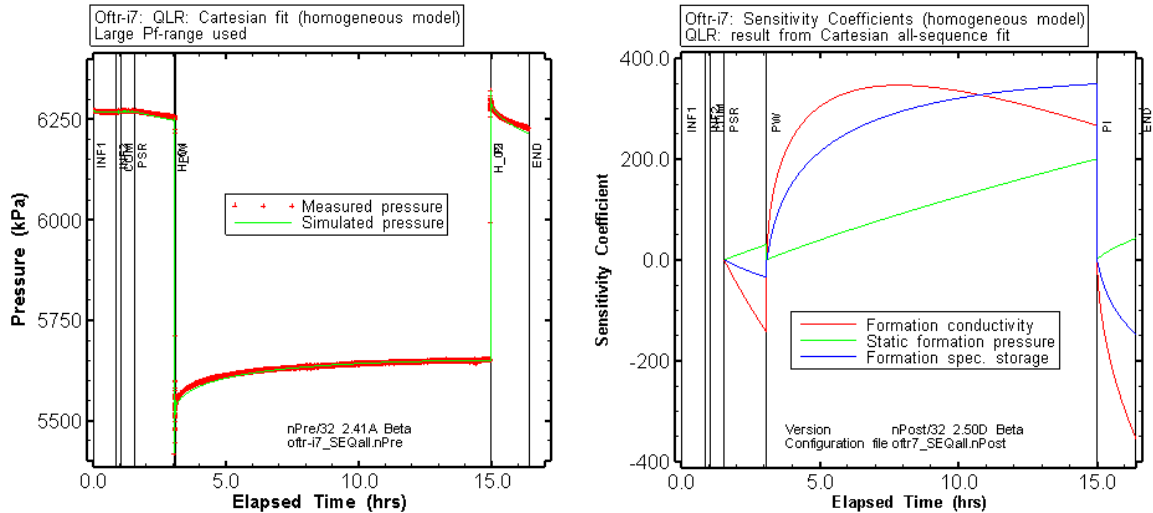 Oftr-i7: QLR: Cartesian fit (homogeneous model)
Large Pf-range used
6250
6000
5750
5500
Pressure (kPa)
INF1
COM
PSR
END
Measured pressure
Simulated pressure
nPre/32 2.41A Beta
oftr-i7_SEQall.nPre
0.0
5.0
10.0
15.0
Elapsed Time (hrs)
Oftr-i7: Sensitivity Coefficients (homogeneous model)
QLR: result from Cartesian all-sequence fit
400.0
200.0
0.0
-200
-400
Sensitivity Coefficient
INF1
PSR
PW
PI
END
Formation conductivity
Static formation pressure
Formation spec. storage
Version nPost/32 2.50D Beta
Configuration file oftr7_SEQall.nPost
0.0
5.0
10.0
15.0
Elapsed Time (hrs)